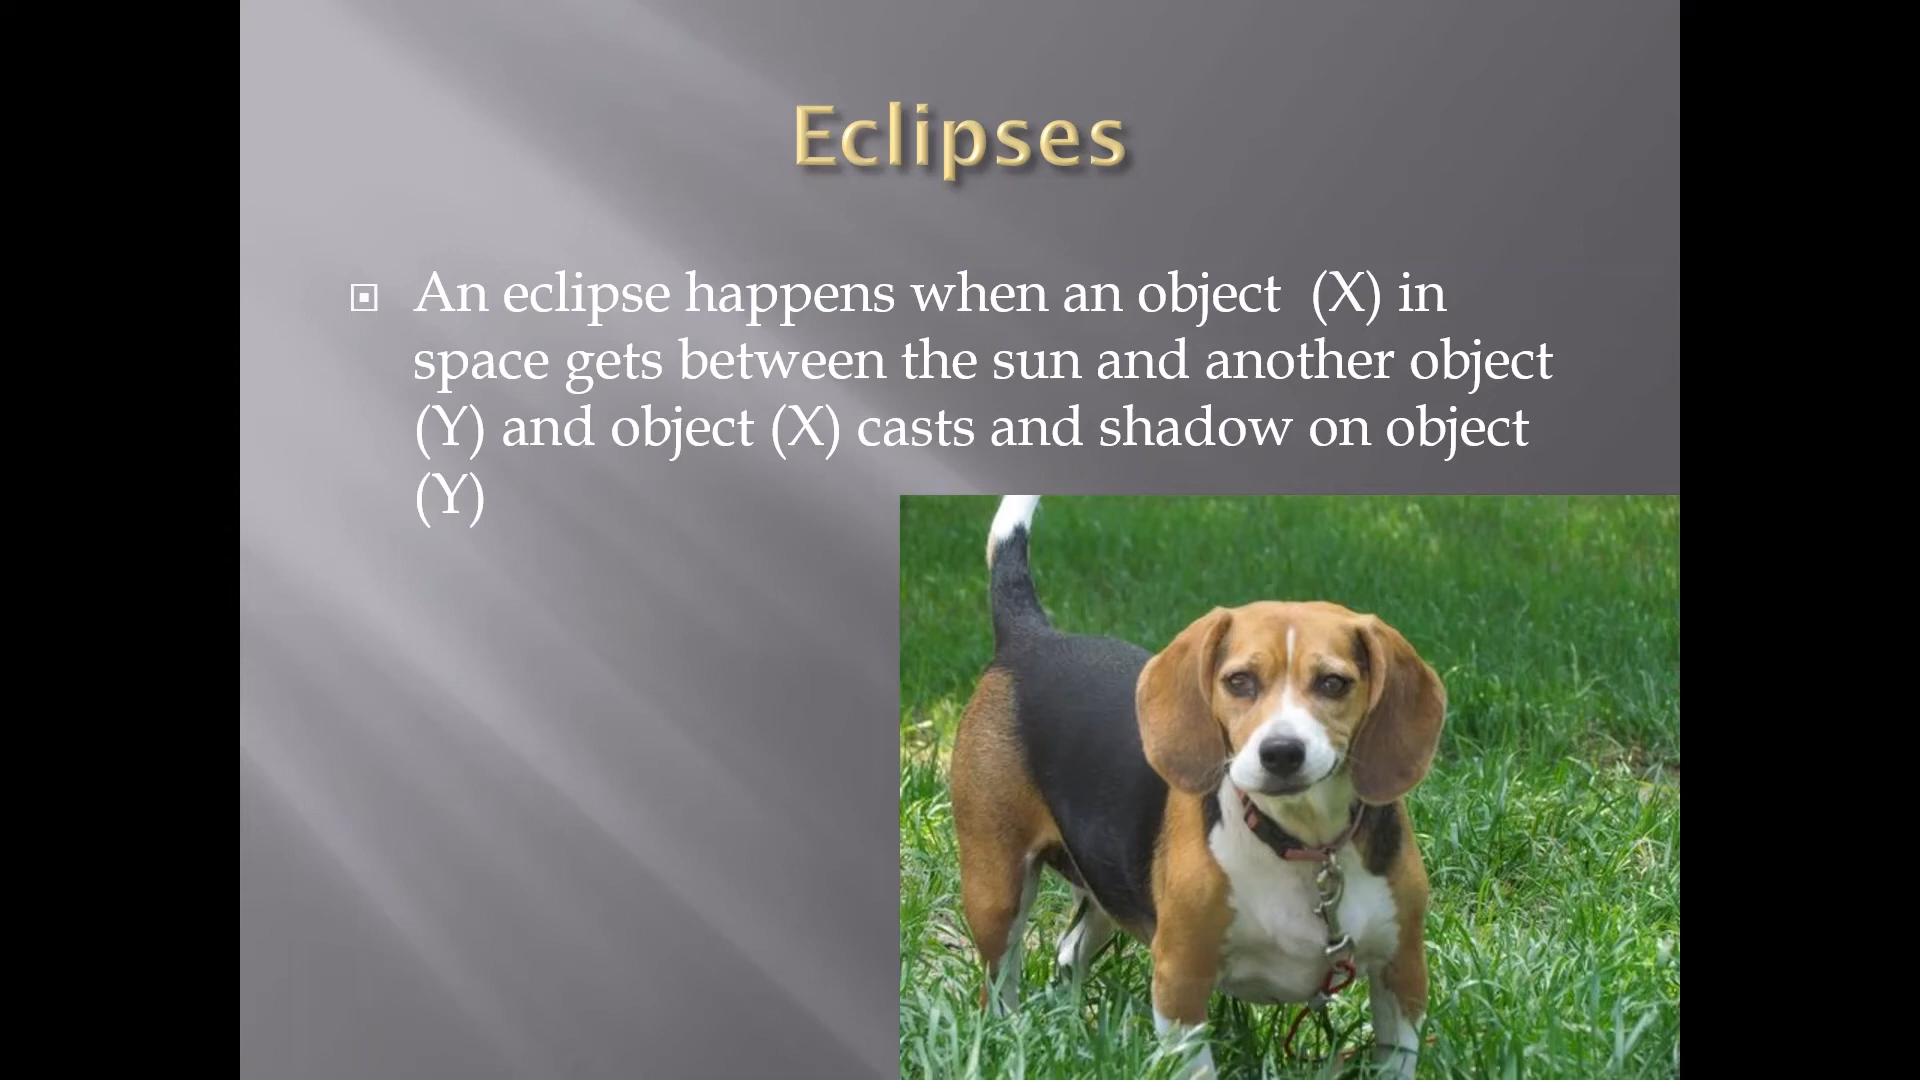 Eclipses
An eclipse happens when an object  (X) in
space gets between the sun and another object
(Y) and object (X) casts and shadow on object
(Y)